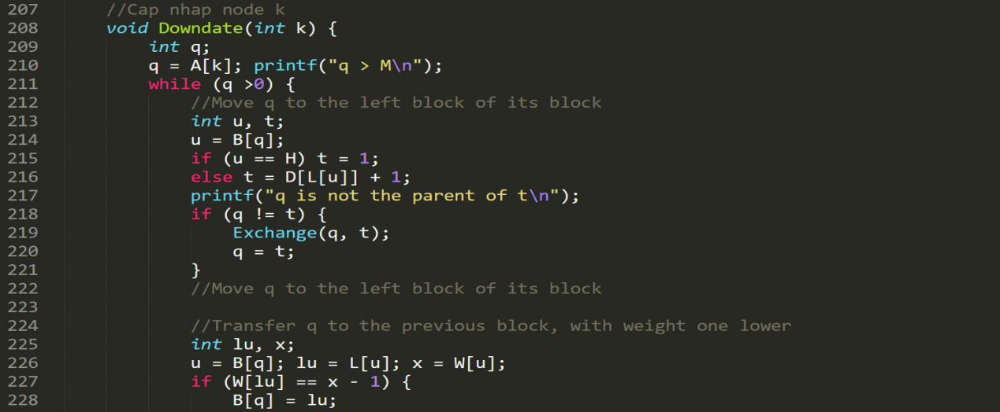 207 //Cap nhap node k
208 void Downdate(int k) {
209 int q;
210 q = A[k]; printf("q > M\n");
211 while (q >0) {
212 //Move q to the left block of its block
213 int u, t;
214 u = B[q];
215 if (u == H) t = 1;
216 else t = D[L[u]] + 1;
217 printf("q is not the parent of t\n");
218 if (q != t) {
219 Exchange(q, t);
220 q = t;
221 }
222 //Move q to the left block of its block
223
224 //Transfer q to the previous block, with weight one lower
225 int lu, x;
226 u = B[q]; lu = L[u]; x = W[u];
227 if (W[lu] == x - 1) {
228 B[q] = lu;